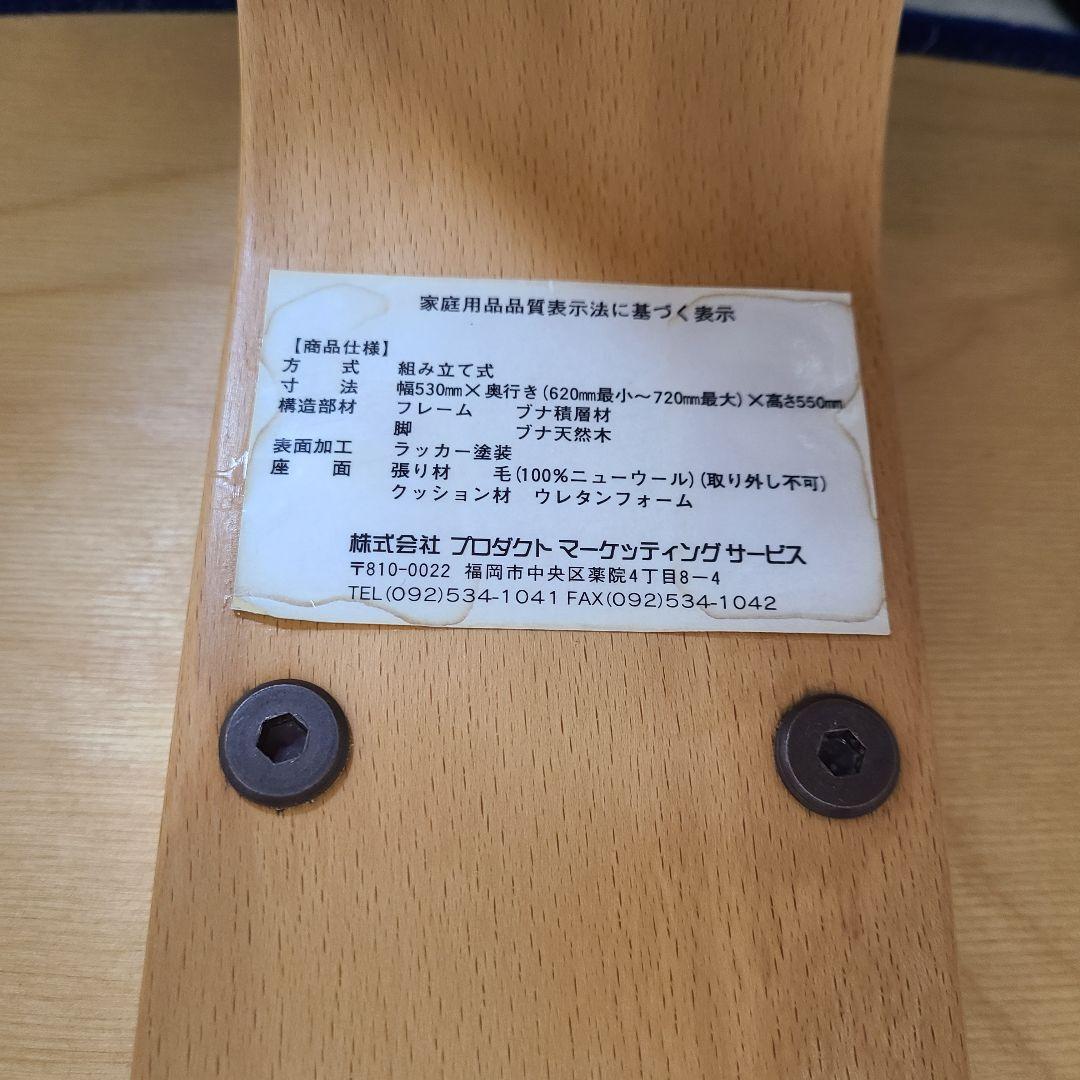 家庭用品品質表示法に基づく表示
【商品仕様】
方 式 組み立て式
寸 法 幅530㎜×奥行き(620㎜最小～720㎜最大)×高さ550㎜
構造部材 フレーム ブナ積層材
脚 ブナ天然木
表面加工 ラッカー塗装
座 面 張り材 毛(100%ニューウール)(取り外し不可)
クッション材 ウレタンフォーム
株式会社 プロダクト マーケッティング サービス
〒810-0022 福岡市中央区薬院4丁目8－4
TEL(092)534-1041 FAX(092)534-1042